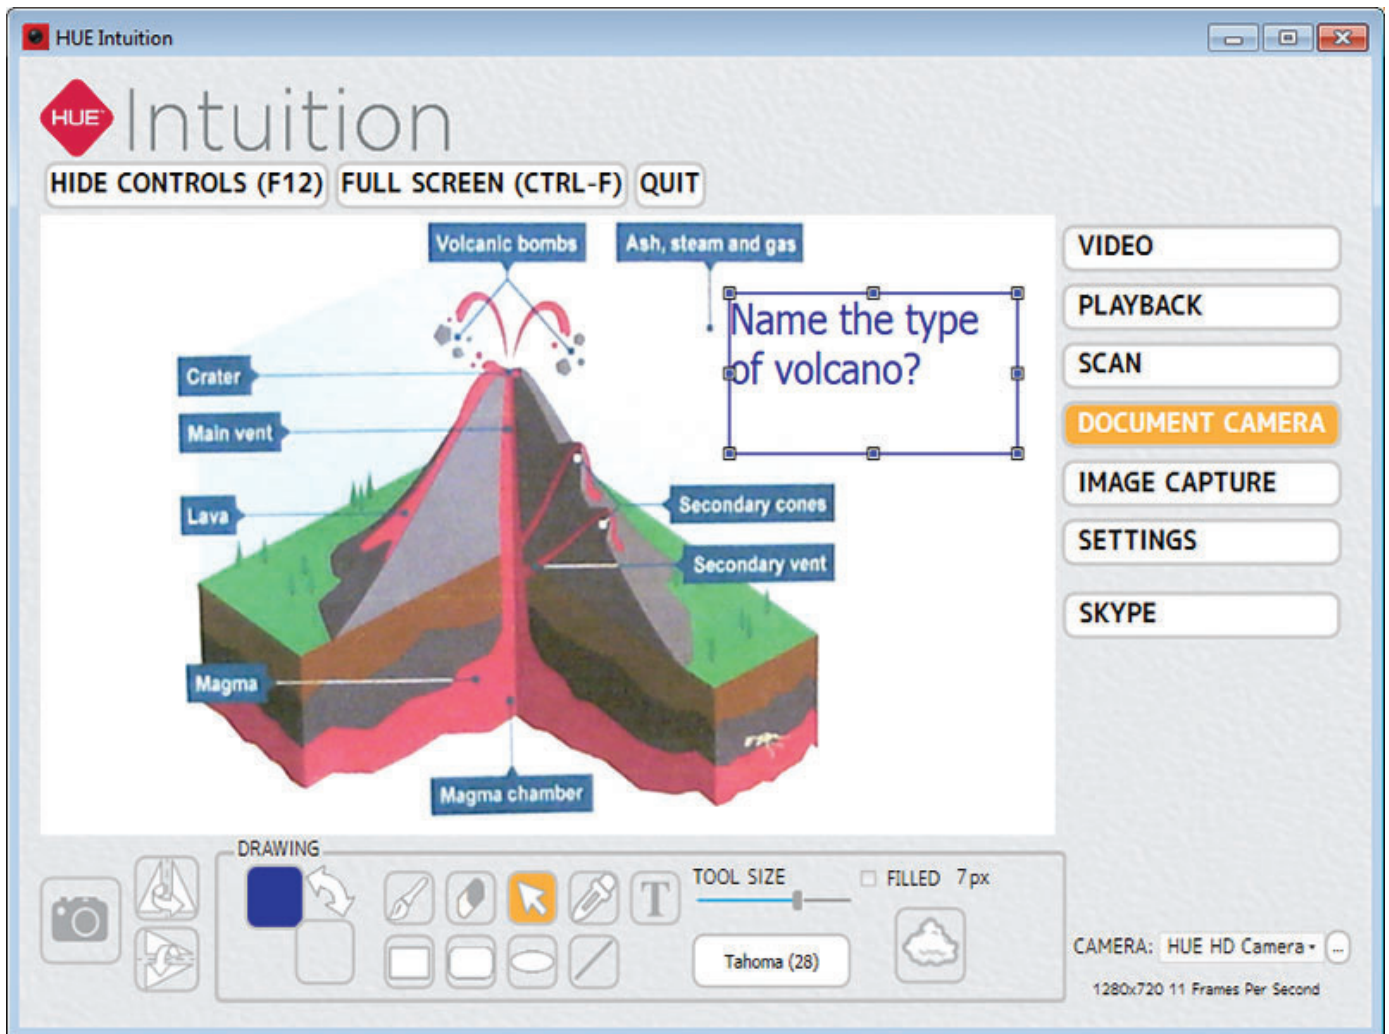 HUE Intuition
HUE Intuition
HIDE CONTROLS (F12) FULL SCREEN (CTRL-F) QUIT
Volcanic bombs
Ash, steam and gas
Name the type
of volcano?
Crater
Main vent
Lava
Secondary cones
Secondary vent
Magma
Magma chamber
VIDEO
PLAYBACK
SCAN
DOCUMENT CAMERA
IMAGE CAPTURE
SETTINGS
SKYPE
DRAWING
TOOL SIZE
FILLED 7px
T
Tahoma (28)
CAMERA: HUE HD Camera ...
1280x720 11 Frames Per Second